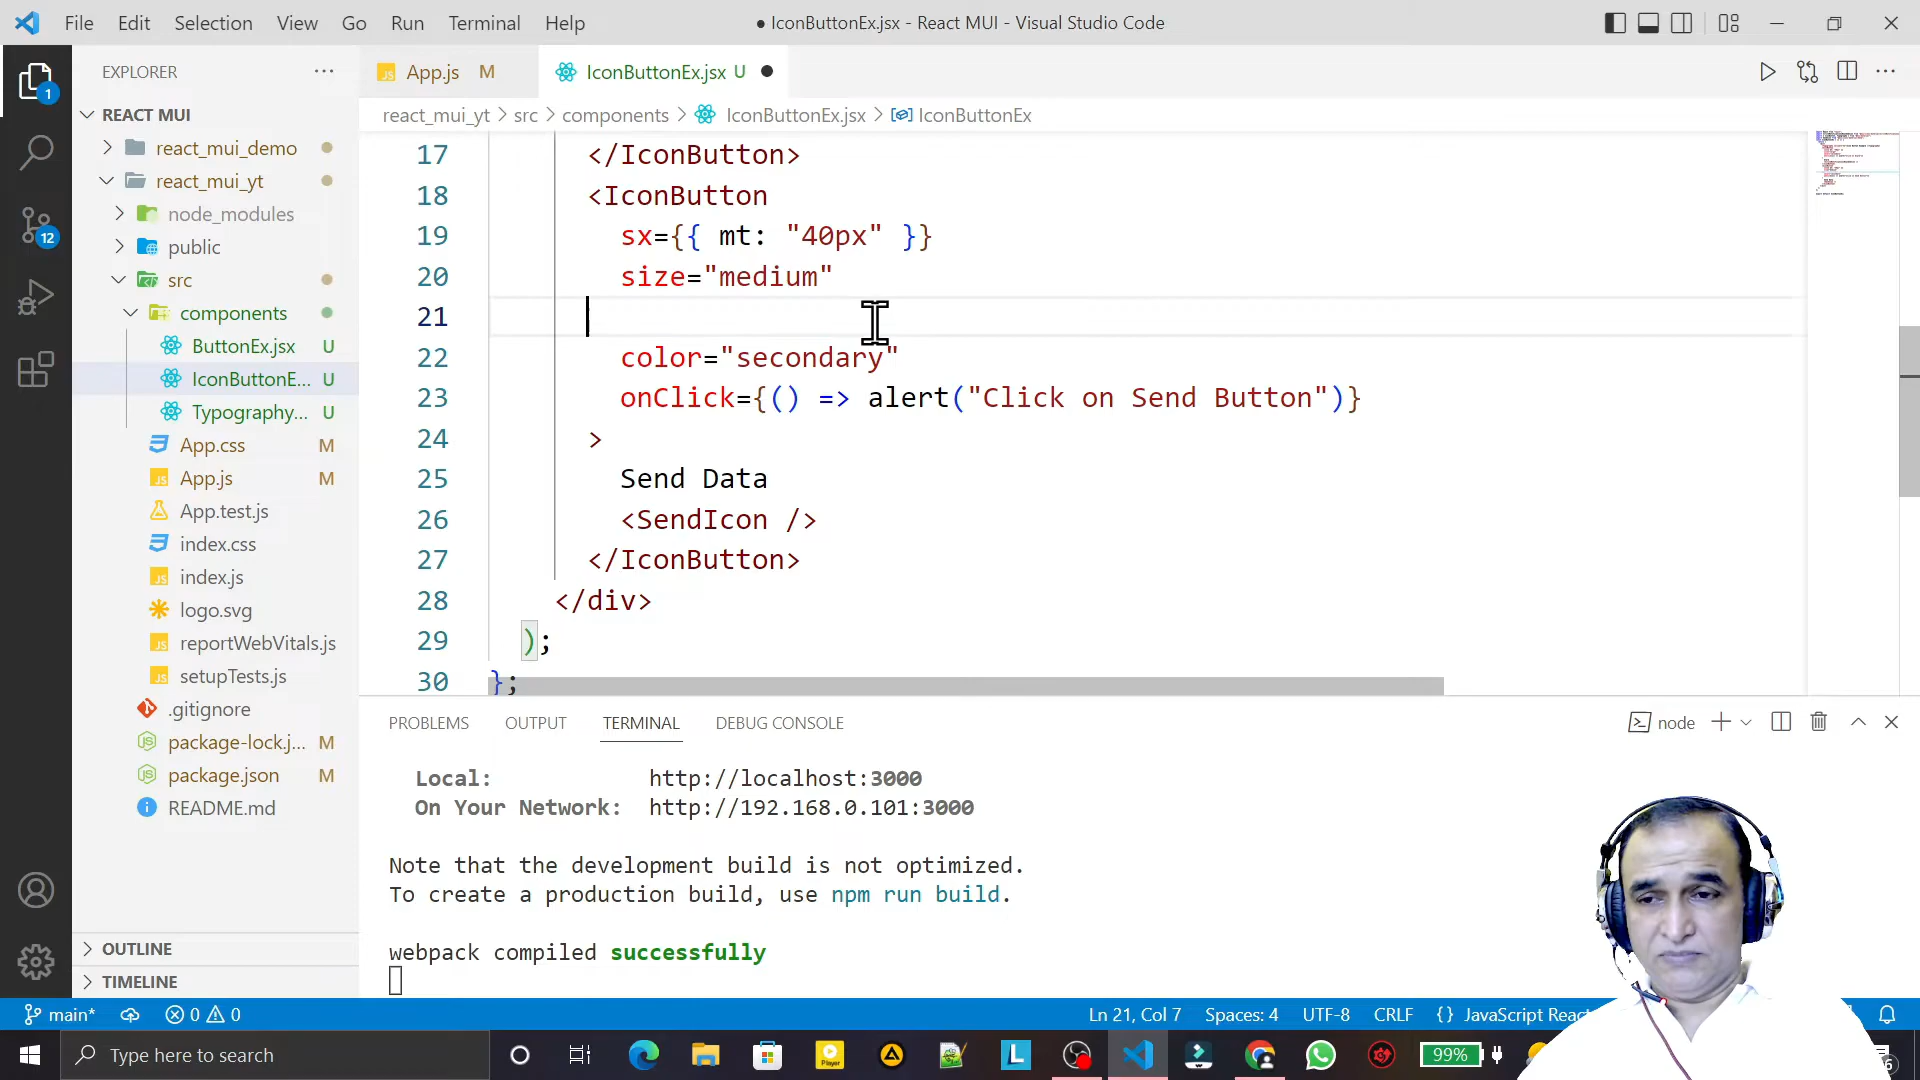 File Edit Selection View Go Run Terminal Help
● IconButtonEx.jsx - React MUI - Visual Studio Code
EXPLORER
App.js M
IconButtonEx.jsx U
1
REACT MUI
react_mui_yt > src > components > IconButtonEx.jsx > IconButtonEx
react_mui_demo
react_mui_yt
node_modules
public
src
components
ButtonEx.jsx U
IconButtonE... U
Typography... U
App.css M
App.js M
App.test.js
index.css
index.js
logo.svg
reportWebVitals.js
setupTests.js
.gitignore
package-lock.j... M
package.json M
README.md
OUTLINE
TIMELINE
12
17 </IconButton>
18 <IconButton
19 sx={{ mt: "40px" }}
20 size="medium"
21
22 color="secondary"
23 onClick={() => alert("Click on Send Button")}
24 >
25 Send Data
26 <SendIcon />
27 </IconButton>
28 </div>
29 );
30 };
PROBLEMS OUTPUT TERMINAL DEBUG CONSOLE
node
Local: http://localhost:3000
On Your Network: http://192.168.0.101:3000
Note that the development build is not optimized.
To create a production build, use npm run build.
webpack compiled successfully
main* 0 0
Ln 21, Col 7 Spaces: 4 UTF-8 CRLF {} JavaScript Reac
Type here to search
99%